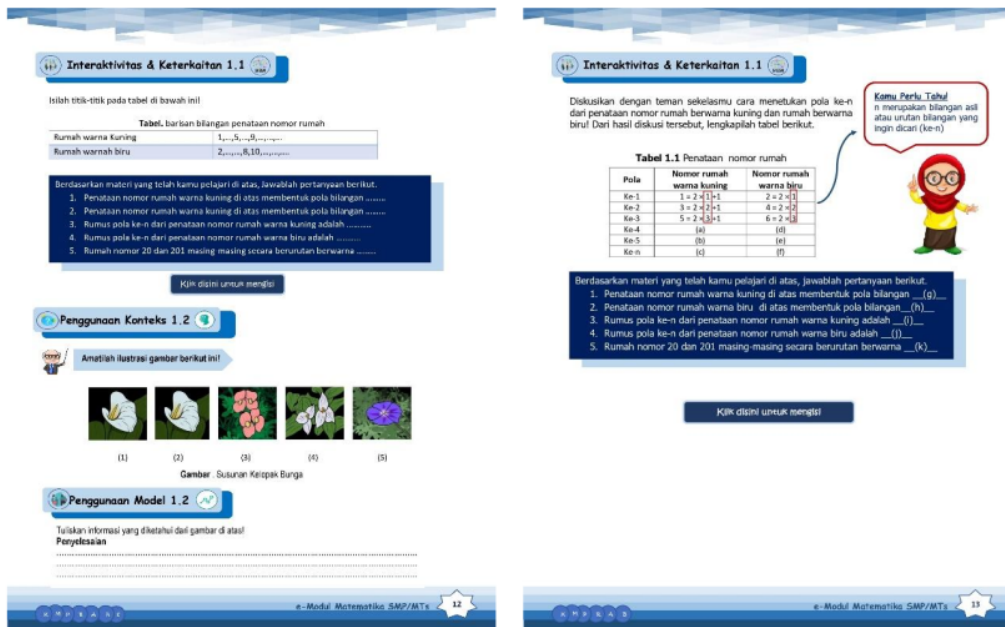 Interaktivitas & Keterkaitan 1.1
Isilah titik-titik pada tabel di bawah ini!
Tabel. barisan bilangan penataan nomor rumah
Rumah warna Kuning 1,...,5,...,9,...,...,...
Rumah warnah biru 2,...,...,8,10,...,...,....
Berdasarkan materi yang telah kamu pelajari di atas, jawablah pertanyaan berikut.
1. Penataan nomor rumah warna kuning di atas membentuk pola bilangan ........
2. Penataan nomor rumah warna kuning di atas membentuk pola bilangan ........
3. Rumus pola ke-n dari penataan nomor rumah warna kuning adalah ..........
4. Rumus pola ke-n dari penataan nomor rumah warna biru adalah ..........
5. Rumah nomor 20 dan 201 masing masing secara berurutan berwarna ........
Klik disini untuk mengisi
Penggunaan Konteks 1.2
Amatilah ilustrasi gambar berikut ini!
(1) (2) (3) (4) (5)
Gambar . Susunan Kelopak Bunga
Penggunaan Model 1.2
Tuliskan informasi yang diketahui dari gambar di atas!
Penyelesaian
e-Modul Matematika SMP/MTs 12
Interaktivitas & Keterkaitan 1.1
Diskusikan dengan teman sekelasmu cara menetukan pola ke-n
dari penataan nomor rumah berwarna kuning dan rumah berwarna
biru! Dari hasil diskusi tersebut, lengkapilah tabel berikut.
Kamu Perlu Tahu!
n merupakan bilangan asli
atau urutan bilangan yang
ingin dicari (ke-n)
Tabel 1.1 Penataan nomor rumah
Pola Nomor rumah warna kuning Nomor rumah warna biru
Ke-1 1 = 2 × 1 +1 2 = 2 × 1
Ke-2 3 = 2 × 2 +1 4 = 2 × 2
Ke-3 5 = 2 × 3 +1 6 = 2 × 3
Ke-4 (a) (d)
Ke-5 (b) (e)
Ke-n (c) (f)
Berdasarkan materi yang telah kamu pelajari di atas, jawablah pertanyaan berikut.
1. Penataan nomor rumah warna kuning di atas membentuk pola bilangan __(g)__
2. Penataan nomor rumah warna biru di atas membentuk pola bilangan__(h)__
3. Rumus pola ke-n dari penataan nomor rumah warna kuning adalah __(i)__
4. Rumus pola ke-n dari penataan nomor rumah warna biru adalah __(j)__
5. Rumah nomor 20 dan 201 masing-masing secara berurutan berwarna __(k)__
Klik disini untuk mengisi
e-Modul Matematika SMP/MTs 13